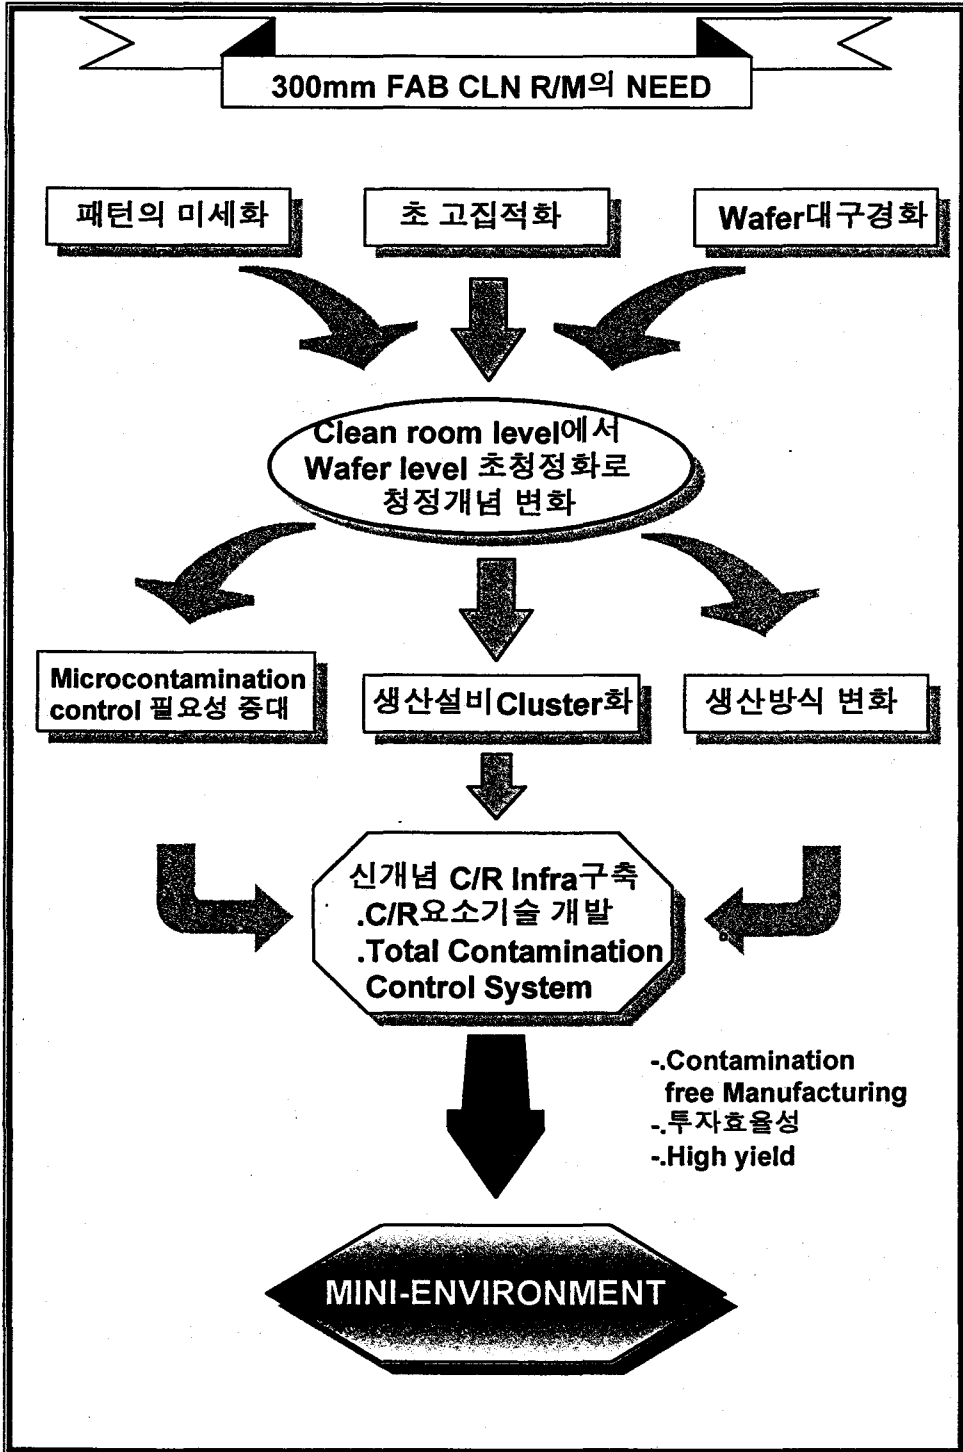 300mm FAB CLN R/M의 NEED
패턴의 미세화
초 고집적화
Wafer대구경화
Clean room level에서
Wafer level 초청정화로
청정개념 변화
Microcontamination
control 필요성 증대
생산설비Cluster화
생산방식 변화
신개념 C/R Infra구축
.C/R요소기술 개발
.Total Contamination
Control System
-.Contamination
free Manufacturing
-.투자효율성
-.High yield
MINI-ENVIRONMENT